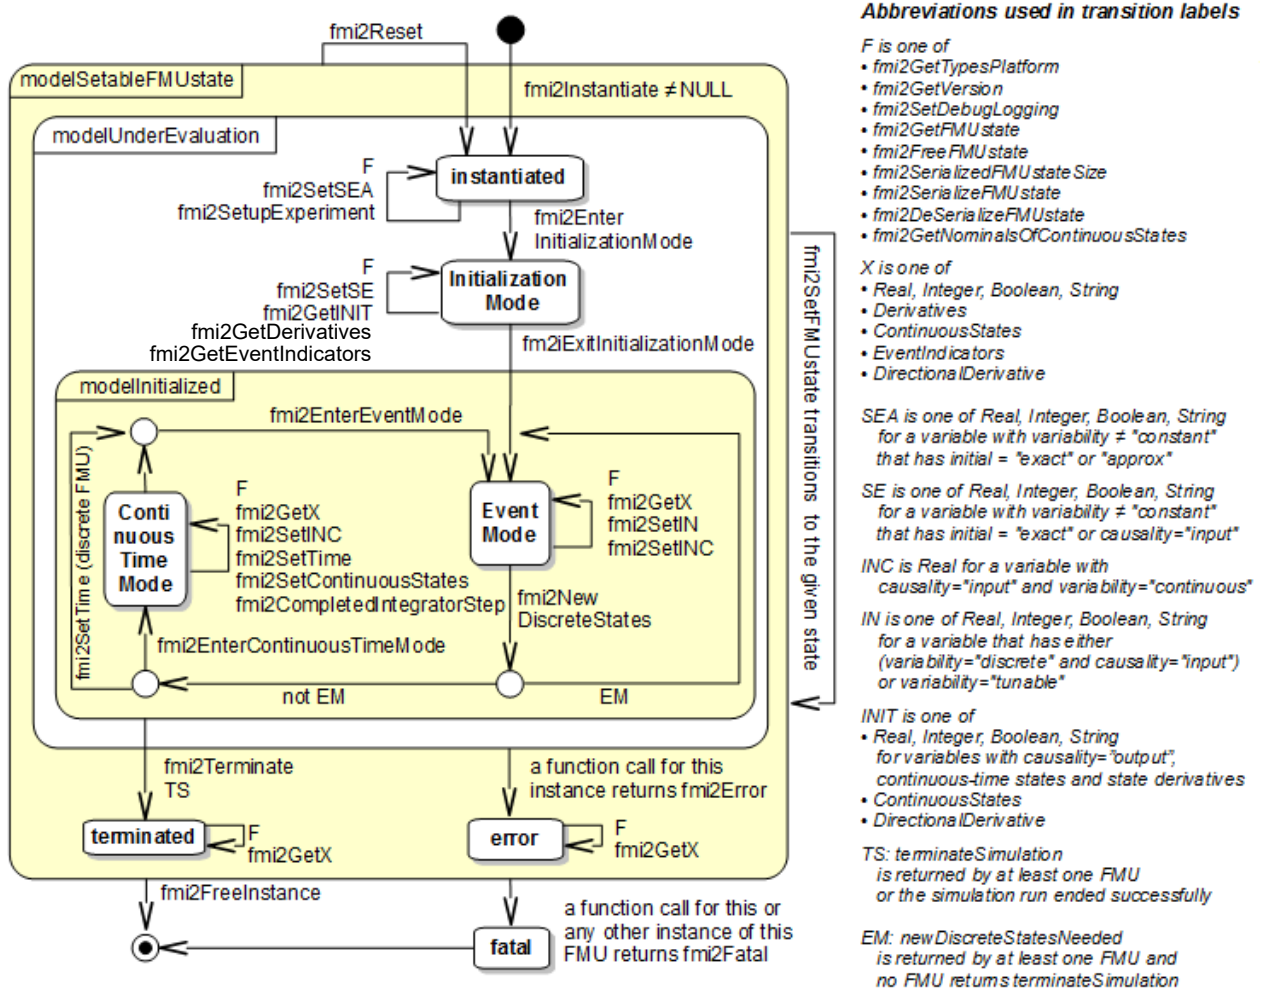 fmi2Reset
modelSetableFMUstate
fmi2Instantiate ≠ NULL
modelUnderEvaluation
F
fmi2SetSEA
fmi2SetupExperiment
instantiated
fmi2Enter
InitializationMode
F
fmi2SetSE
fmi2GetINIT
fmi2GetDerivatives
fmi2GetEventIndicators
Initialization
Mode
fmi2iExitInitializationMode
modelInitialized
fmi2EnterEventMode
fmi2SetTime (discrete FMU)
Conti
nuous
Time
Mode
F
fmi2GetX
fmi2SetINC
fmi2SetTime
fmi2SetContinuousStates
fmi2CompletedIntegratorStep
Event
Mode
F
fmi2GetX
fmi2SetIN
fmi2SetINC
fmi2New
DiscreteStates
fmi2EnterContinuousTimeMode
not EM
EM
fmi2SetFMUstate transitions to the given state
fmi2Terminate
TS
a function call for this
instance returns fmi2Error
terminated
F
fmi2GetX
error
F
fmi2GetX
fmi2FreeInstance
a function call for this or
any other instance of this
FMU returns fmi2Fatal
fatal
Abbreviations used in transition labels
F is one of
• fmi2GetTypesPlatform
• fmi2GetVersion
• fmi2SetDebugLogging
• fmi2GetFMUstate
• fmi2FreeFMUstate
• fmi2SerializedFMUstateSize
• fmi2SerializeFMUstate
• fmi2DeSerializeFMUstate
• fmi2GetNominalsOfContinuousStates
X is one of
• Real, Integer, Boolean, String
• Derivatives
• ContinuousStates
• EventIndicators
• DirectionalDerivative
SEA is one of Real, Integer, Boolean, String
for a variable with variability ≠ "constant"
that has initial = "exact" or "approx"
SE is one of Real, Integer, Boolean, String
for a variable with variability ≠ "constant"
that has initial = "exact" or causality="input"
INC is Real for a variable with
causality="input" and variability="continuous"
IN is one of Real, Integer, Boolean, String
for a variable that has either
(variability="discrete" and causality="input")
or variability="tunable"
INIT is one of
• Real, Integer, Boolean, String
for variables with causality="output",
continuous-time states and state derivatives
• ContinuousStates
• DirectionalDerivative
TS: terminateSimulation
is returned by at least one FMU
or the simulation run ended successfully
EM: newDiscreteStatesNeeded
is returned by at least one FMU and
no FMU returns terminateSimulation